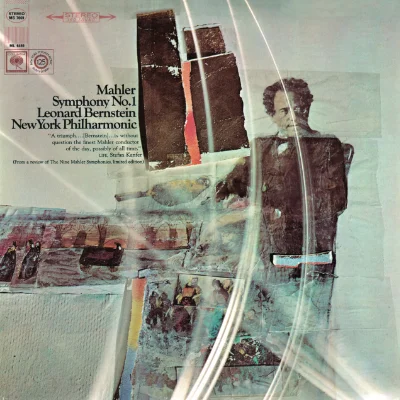 STEREO
Mahler
Symphony No.1
Leonard Bernstein
New York Philharmonic
"A triumph...[Bernstein]...is without
question the finest Mahler conductor
of the day, possibly of all time."
LIFE, Stefan Kanfer
(From a review of The Nine Mahler Symphonies, limited edition)